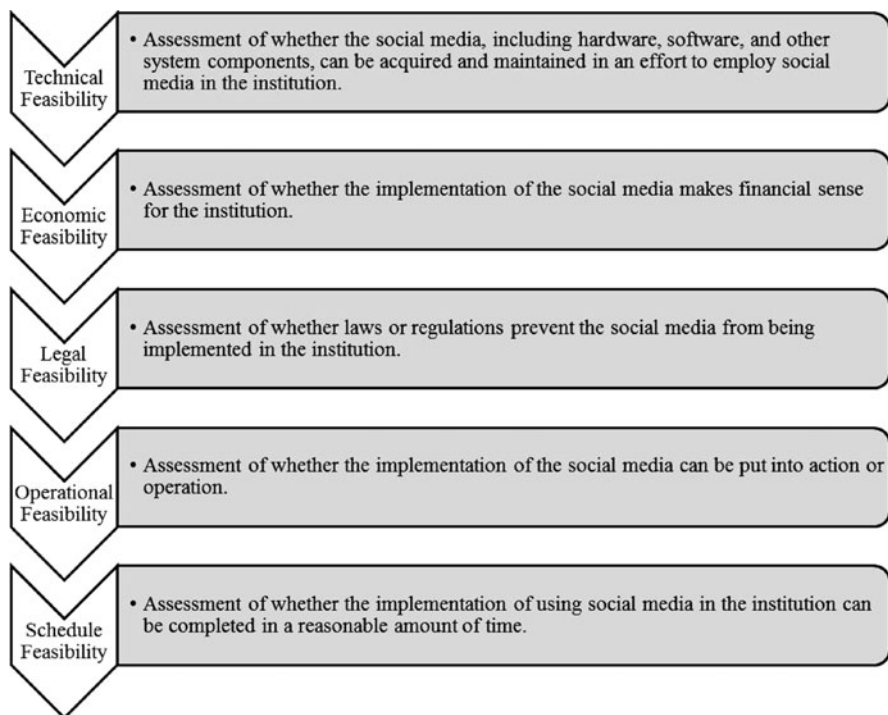 Technical
Feasibility
• Assessment of whether the social media, including hardware, software, and other
system components, can be acquired and maintained in an effort to employ social
media in the institution.
Economic
Feasibility
• Assessment of whether the implementation of the social media makes financial sense
for the institution.
Legal
Feasibility
• Assessment of whether laws or regulations prevent the social media from being
implemented in the institution.
Operational
Feasibility
• Assessment of whether the implementation of the social media can be put into action or
operation.
Schedule
Feasibility
• Assessment of whether the implementation of using social media in the institution can
be completed in a reasonable amount of time.